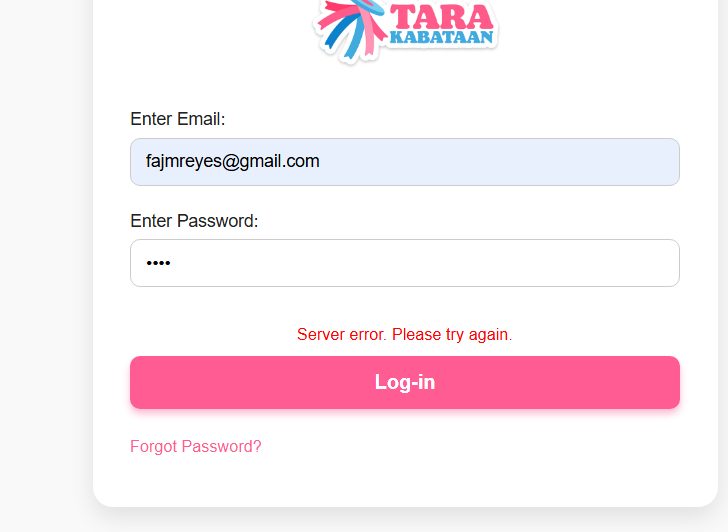 TARA
KABATAAN
Enter Email:
fajmreyes@gmail.com
Enter Password:
••••
Server error. Please try again.
Log-in
Forgot Password?